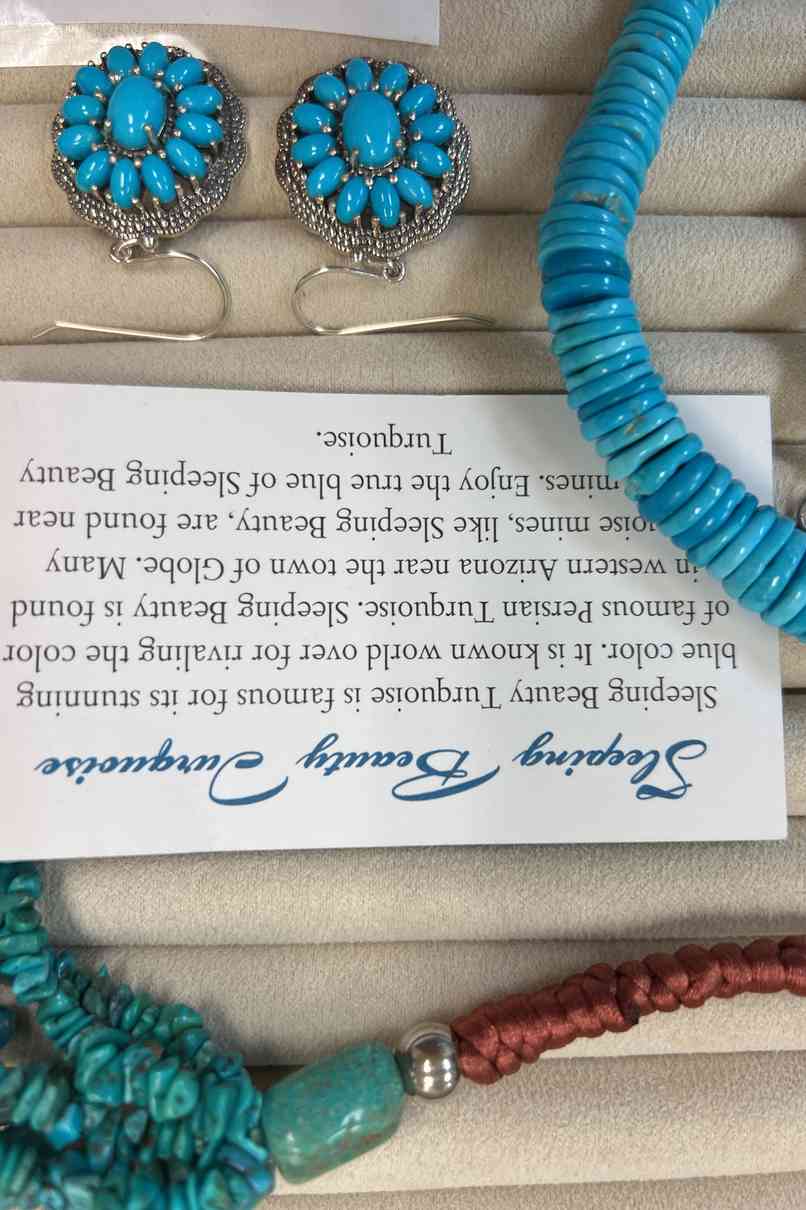 Sleeping Beauty Turquoise
Sleeping Beauty Turquoise is famous for its stunning
blue color. It is known world over for rivaling the color
of famous Persian Turquoise. Sleeping Beauty is found
in western Arizona near the town of Globe. Many
mines, like Sleeping Beauty, are found near
mines. Enjoy the true blue of Sleeping Beauty
Turquoise.